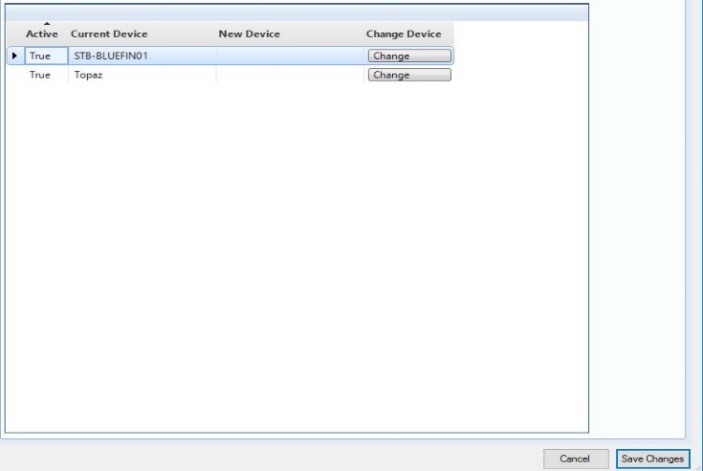 Active Current Device New Device Change Device
True STB-BLUEFIN01 Change
True Topaz Change
Cancel Save Changes